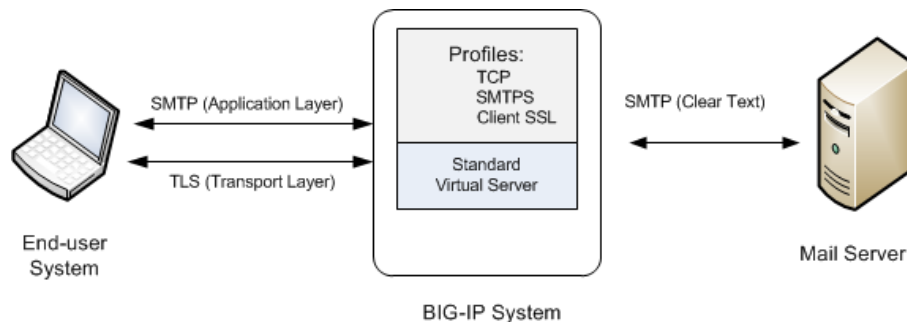 SMTP (Application Layer)
TLS (Transport Layer)
End-user
System
Profiles:
TCP
SMTPS
Client SSL
Standard
Virtual Server
BIG-IP System
SMTP (Clear Text)
Mail Server